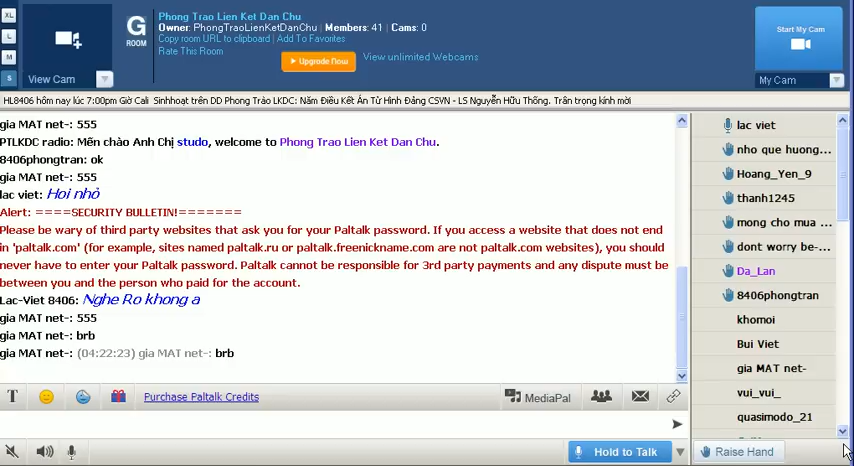 XL
L
M
S
View Cam
G
ROOM
Phong Trao Lien Ket Dan Chu
Owner: PhongTraoLienKetDanChu | Members: 41 | Cams: 0
Copy room URL to clipboard | Add To Favorites
Rate This Room
Upgrade Now
View unlimited Webcams
Start My Cam
My Cam
HL8406 hôm nay lúc 7:00pm Giờ Cali Sinhhoạt trên DD Phong Trào LKDC: Năm Điều Kết Án Tử Hình Đảng CSVN - LS Nguyễn Hữu Thống. Trân trọng kính mời
gia MAT net-: 555
PTLKDC radio: Mến chào Anh Chị studo, welcome to Phong Trao Lien Ket Dan Chu.
8406phongtran: ok
gia MAT net-: 555
lac viet: Hoi nhỏ
Alert: ====SECURITY BULLETIN!=======
Please be wary of third party websites that ask you for your Paltalk password. If you access a website that does not end
in 'paltalk.com' (for example, sites named paltalk.ru or paltalk.freenickname.com are not paltalk.com websites), you should
never have to enter your Paltalk password. Paltalk cannot be responsible for 3rd party payments and any dispute must be
between you and the person who paid for the account.
Lac-Viet 8406: Nghe Ro khong a
gia MAT net-: 555
gia MAT net-: brb
gia MAT net-: (04:22:23) gia MAT net-: brb
lac viet
nho que huong...
Hoang_Yen_9
thanh1245
mong cho mua ...
dont worry be-...
Da_Lan
8406phongtran
khomoi
Bui Viet
gia MAT net-
vui_vui_
quasimodo_21
T
Purchase Paltalk Credits
MediaPal
Hold to Talk
Raise Hand